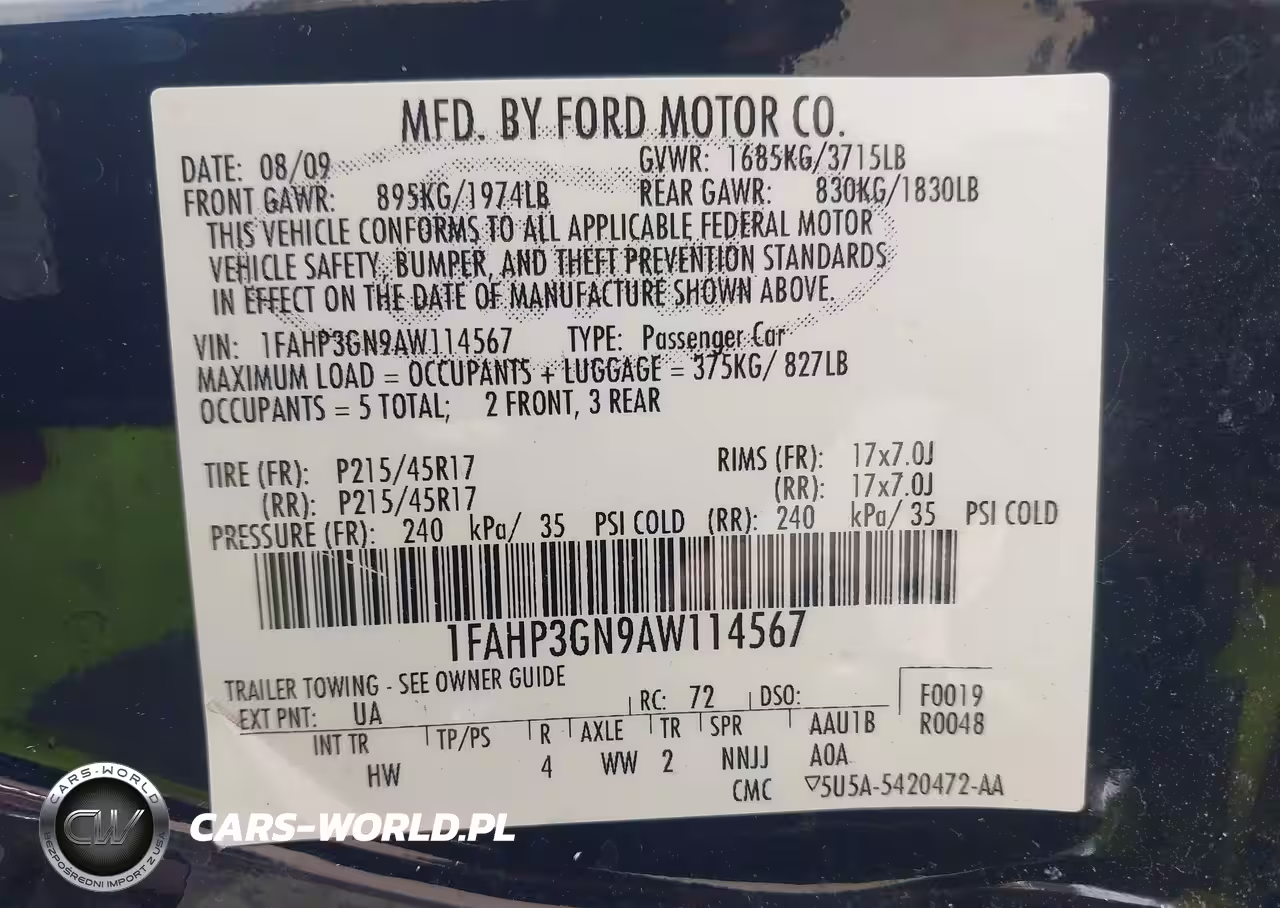 MFD. BY FORD MOTOR CO.
DATE: 08/09 GVWR: 1685KG/3715LB
FRONT GAWR: 895KG/1974LB REAR GAWR: 830KG/1830LB
THIS VEHICLE CONFORMS TO ALL APPLICABLE FEDERAL MOTOR
VEHICLE SAFETY, BUMPER, AND THEFT PREVENTION STANDARDS
IN EFFECT ON THE DATE OF MANUFACTURE SHOWN ABOVE.
VIN: 1FAHP3GN9AW114567 TYPE: Passenger Car
MAXIMUM LOAD = OCCUPANTS + LUGGAGE = 375KG/ 827LB
OCCUPANTS = 5 TOTAL; 2 FRONT, 3 REAR
TIRE (FR): P215/45R17 RIMS (FR): 17x7.0J
(RR): P215/45R17 (RR): 17x7.0J
PRESSURE (FR): 240 kPa/ 35 PSI COLD (RR): 240 kPa/ 35 PSI COLD
1FAHP3GN9AW114567
TRAILER TOWING - SEE OWNER GUIDE
EXT PNT: UA RC: 72 DSO: F0019
INT TR TP/PS R AXLE TR SPR AAU1B R0048
HW 4 WW 2 NNJJ A0A
CMC ▽5U5A-5420472-AA
CARS-WORLD
CW
BEZPOŚREDNI IMPORT Z USA
CARS-WORLD.PL